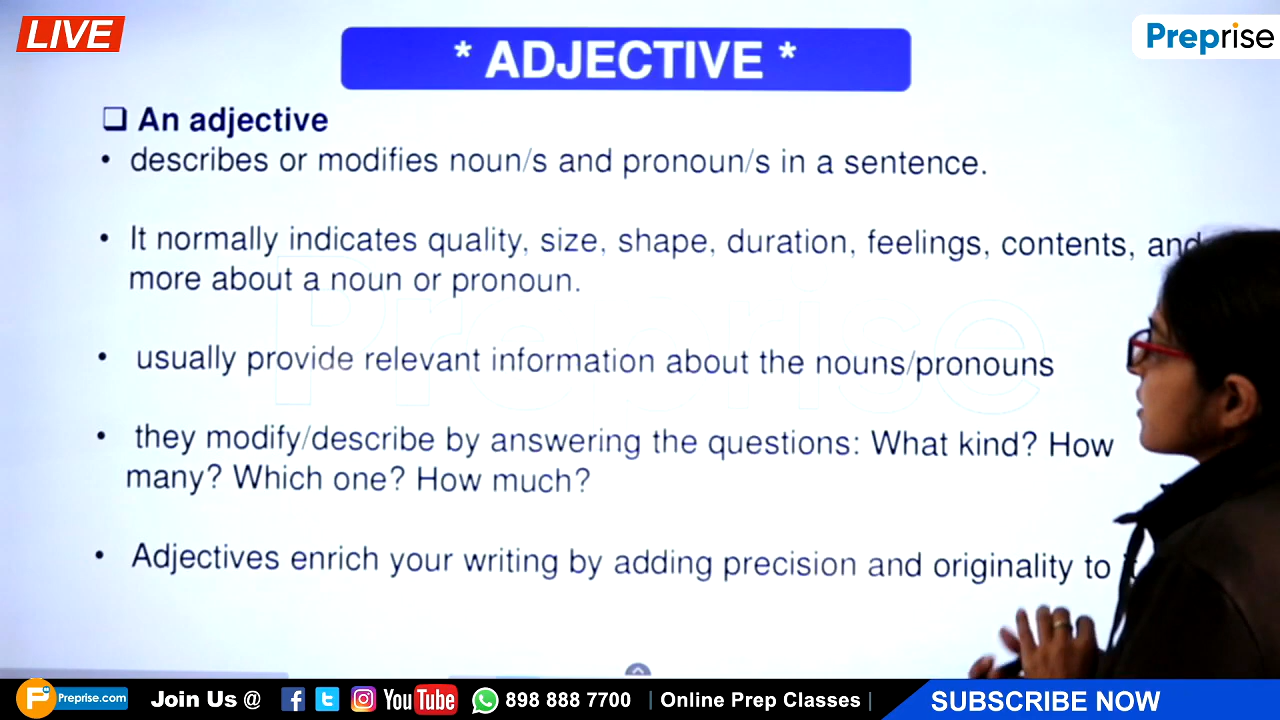 LIVE
* ADJECTIVE *
Preprise
An adjective
• describes or modifies noun/s and pronoun/s in a sentence.
• It normally indicates quality, size, shape, duration, feelings, contents, and
more about a noun or pronoun.
Preprise
• usually provide relevant information about the nouns/pronouns
• they modify/describe by answering the questions: What kind? How
many? Which one? How much?
• Adjectives enrich your writing by adding precision and originality to
Preprise.com Join Us @ YouTube 898 888 7700 | Online Prep Classes | SUBSCRIBE NOW